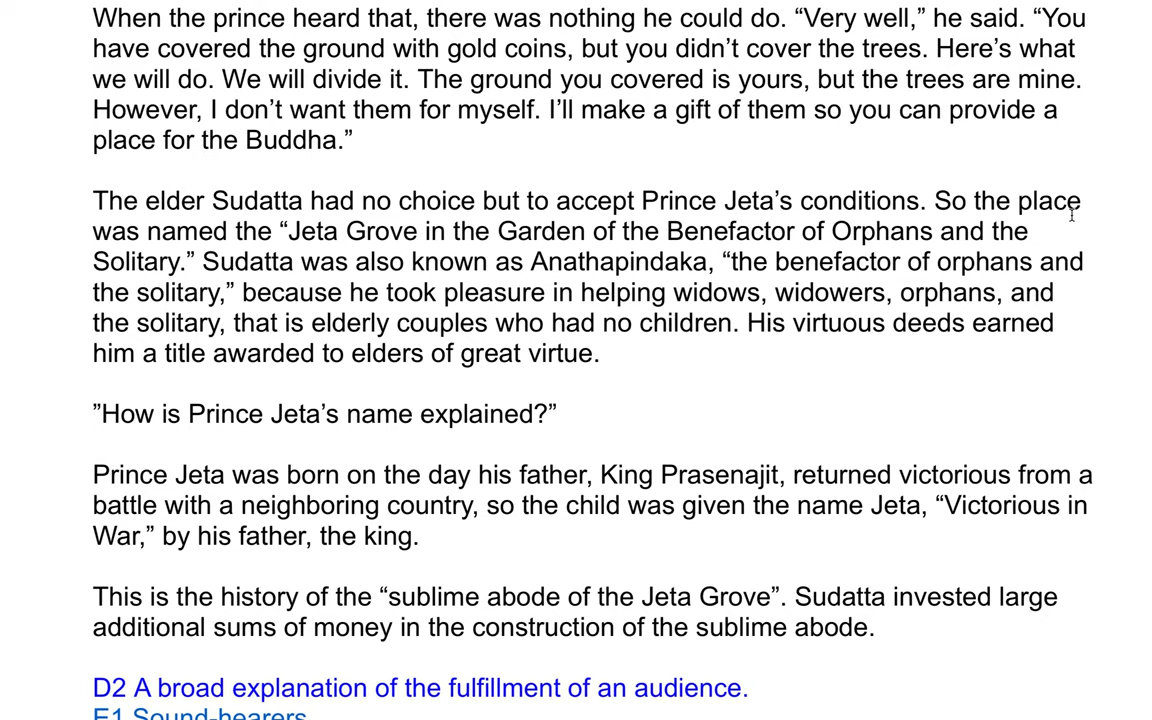 When the prince heard that, there was nothing he could do. “Very well,” he said. “You
have covered the ground with gold coins, but you didn’t cover the trees. Here’s what
we will do. We will divide it. The ground you covered is yours, but the trees are mine.
However, I don’t want them for myself. I’ll make a gift of them so you can provide a
place for the Buddha.”
The elder Sudatta had no choice but to accept Prince Jeta’s conditions. So the place
was named the “Jeta Grove in the Garden of the Benefactor of Orphans and the
Solitary.” Sudatta was also known as Anathapindaka, “the benefactor of orphans and
the solitary,” because he took pleasure in helping widows, widowers, orphans, and
the solitary, that is elderly couples who had no children. His virtuous deeds earned
him a title awarded to elders of great virtue.
”How is Prince Jeta’s name explained?”
Prince Jeta was born on the day his father, King Prasenajit, returned victorious from a
battle with a neighboring country, so the child was given the name Jeta, “Victorious in
War,” by his father, the king.
This is the history of the “sublime abode of the Jeta Grove”. Sudatta invested large
additional sums of money in the construction of the sublime abode.
D2 A broad explanation of the fulfillment of an audience.
E1 Sound-hearers